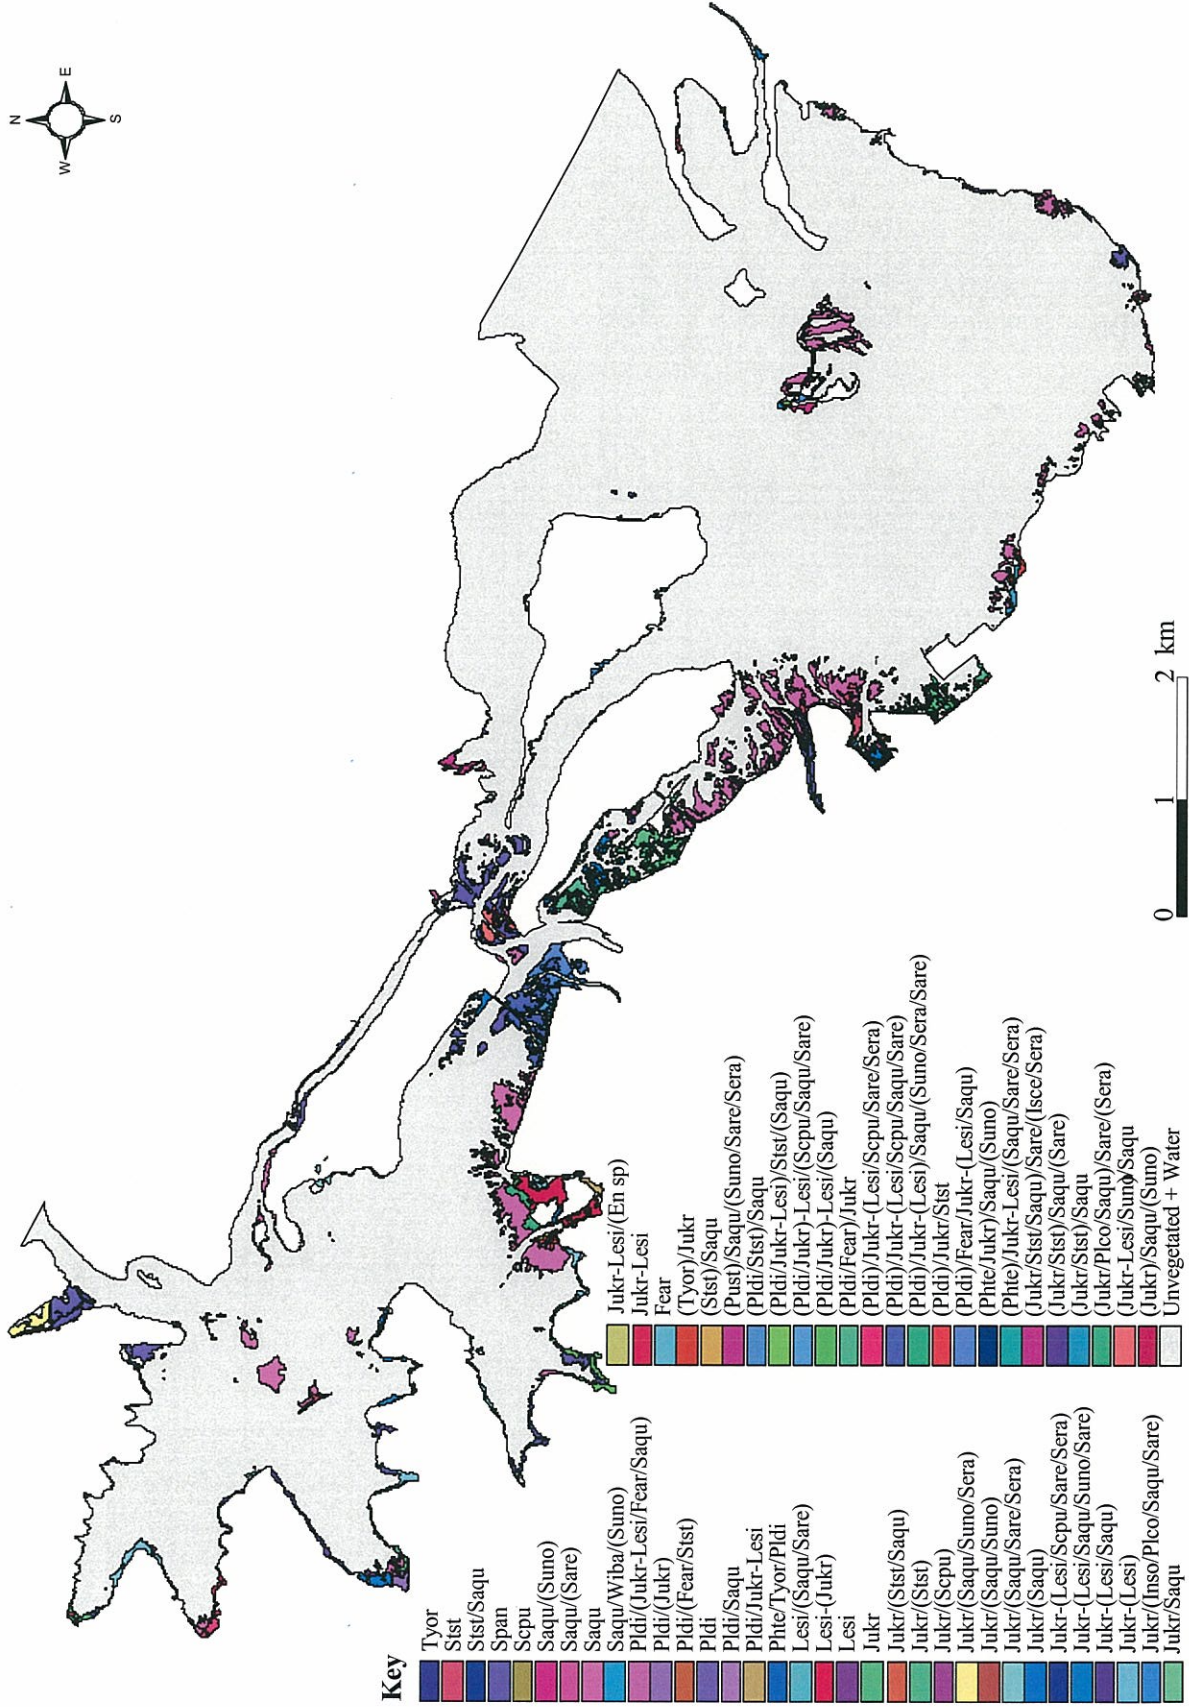 N
W
E
S
Key
Tyor
Stst
Stst/Saqu
Span
Scpu
Saqu/(Suno)
Saqu/(Sare)
Saqu
Saqu/Wiba/(Suno)
Pldi/(Jukr-Lesi/Fear/Saqu)
Pldi/(Jukr)
Pldi/(Fear/Stst)
Pldi
Pldi/Saqu
Pldi/Jukr-Lesi
Phte/Tyor/Pldi
Lesi/(Saqu/Sare)
Lesi-(Jukr)
Lesi
Jukr
Jukr/(Stst/Saqu)
Jukr/(Stst)
Jukr/(Scpu)
Jukr/(Saqu/Suno/Sera)
Jukr/(Saqu/Suno)
Jukr/(Saqu/Sare/Sera)
Jukr/(Saqu)
Jukr-(Lesi/Scpu/Sare/Sera)
Jukr-(Lesi/Saqu/Suno/Sare)
Jukr-(Lesi/Saqu)
Jukr-(Lesi)
Jukr/(Inso/Plco/Saqu/Sare)
Jukr/Saqu
Jukr-Lesi/(En sp)
Jukr-Lesi
Fear
(Tyor)/Jukr
(Stst)/Saqu
(Pust)/Saqu/(Suno/Sare/Sera)
(Pldi/Stst)/Saqu
(Pldi/Jukr-Lesi)/Stst/(Saqu)
(Pldi/Jukr)-Lesi/(Scpu/Saqu/Sare)
(Pldi/Jukr)-Lesi/(Saqu)
(Pldi/Fear)/Jukr
(Pldi)/Jukr-(Lesi/Scpu/Sare/Sera)
(Pldi)/Jukr-(Lesi/Scpu/Saqu/Sare)
(Pldi)/Jukr-(Lesi)/Saqu/(Suno/Sera/Sare)
(Pldi)/Jukr/Stst
(Pldi)/Fear/Jukr-(Lesi/Saqu)
(Phte/Jukr)/Saqu/(Suno)
(Phte)/Jukr-Lesi/(Saqu/Sare/Sera)
(Jukr/Stst/Saqu)/Sare/(Isce/Sera)
(Jukr/Stst)/Saqu/(Sare)
(Jukr/Stst)/Saqu
(Jukr/Plco/Saqu)/Sare/(Sera)
(Jukr-Lesi/Suno)/Saqu
(Jukr)/Saqu/(Suno)
Unvegetated + Water
0 1 2 km